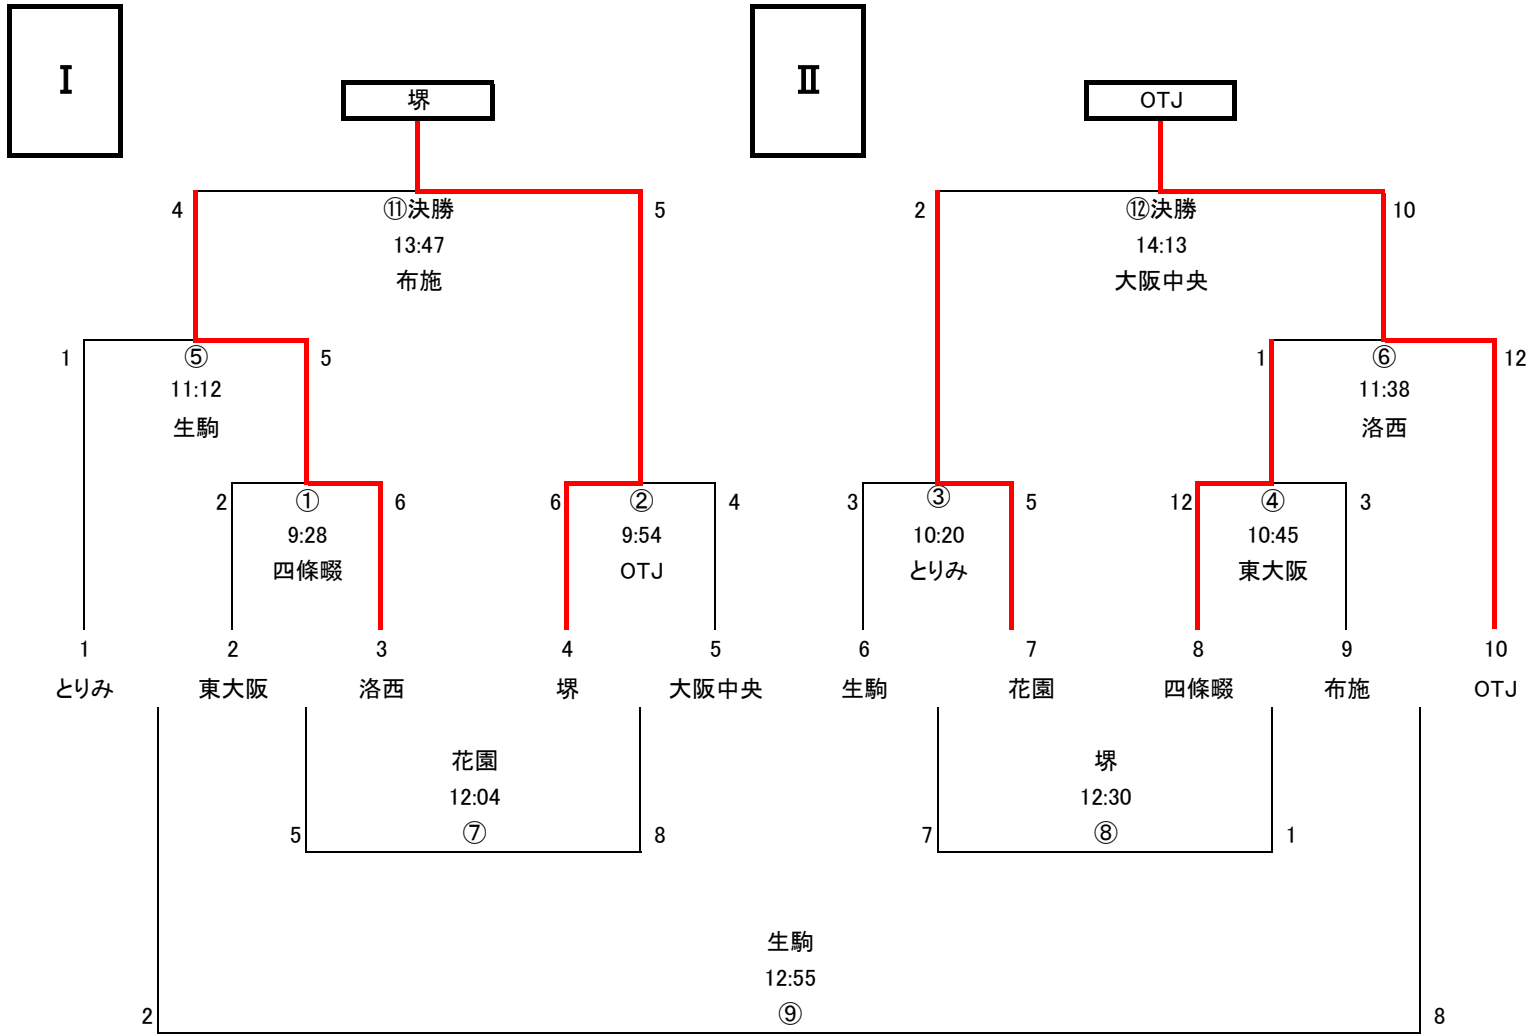 Ⅰ Ⅱ
堺 OTJ
4 ⑪決勝 5 2 ⑫決勝 10
13:47 14:13
布施 大阪中央
1 ⑤ 5 1 ⑥ 12
11:12 11:38
生駒 洛西
2 ① 6 6 ② 4 3 ③ 5 12 ④ 3
9:28 9:54 10:20 10:45
四條畷 OTJ とりみ 東大阪
1 2 3 4 5 6 7 8 9 10
とりみ 東大阪 洛西 堺 大阪中央 生駒 花園 四條畷 布施 OTJ
花園 堺
12:04 12:30
5 ⑦ 8 7 ⑧ 1
生駒
12:55
2 ⑨ 8